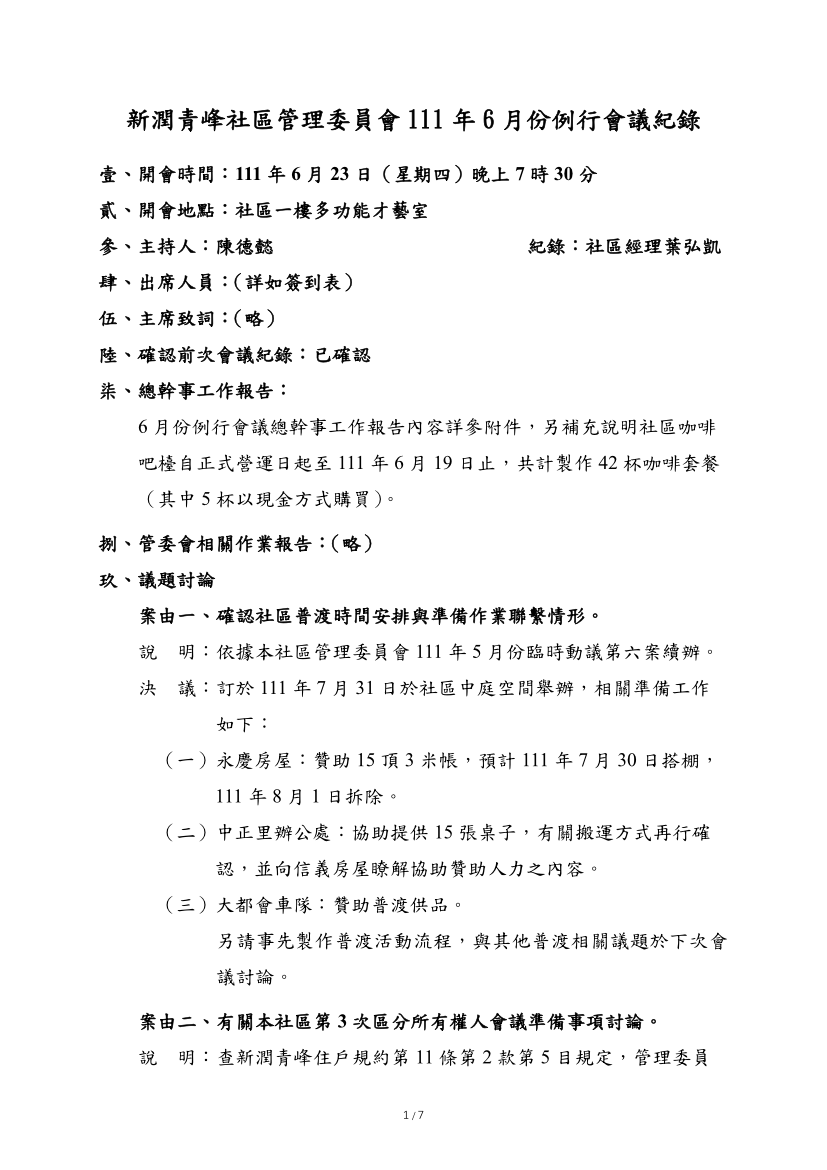 新潤青峰社區管理委員會 111 年 6 月份例行會議紀錄
壹、開會時間：111 年 6 月 23 日（星期四）晚上 7 時 30 分
貳、開會地點：社區一樓多功能才藝室
參、主持人：陳德懿 紀錄：社區經理葉弘凱
肆、出席人員：（詳如簽到表）
伍、主席致詞：（略）
陸、確認前次會議紀錄：已確認
柒、總幹事工作報告：
6 月份例行會議總幹事工作報告內容詳參附件，另補充說明社區咖啡
吧檯自正式營運日起至 111 年 6 月 19 日止，共計製作 42 杯咖啡套餐
（其中 5 杯以現金方式購買）。
捌、管委會相關作業報告：（略）
玖、議題討論
案由一、確認社區普渡時間安排與準備作業聯繫情形。
說　明：依據本社區管理委員會 111 年 5 月份臨時動議第六案續辦。
決　議：訂於 111 年 7 月 31 日於社區中庭空間舉辦，相關準備工作
如下：
（一）永慶房屋：贊助 15 頂 3 米帳，預計 111 年 7 月 30 日搭棚，
111 年 8 月 1 日拆除。
（二）中正里辦公處：協助提供 15 張桌子，有關搬運方式再行確
認，並向信義房屋瞭解協助贊助人力之內容。
（三）大都會車隊：贊助普渡供品。
另請事先製作普渡活動流程，與其他普渡相關議題於下次會
議討論。
案由二、有關本社區第 3 次區分所有權人會議準備事項討論。
說　明：查新潤青峰住戶規約第 11 條第 2 款第 5 目規定，管理委員
1 / 7